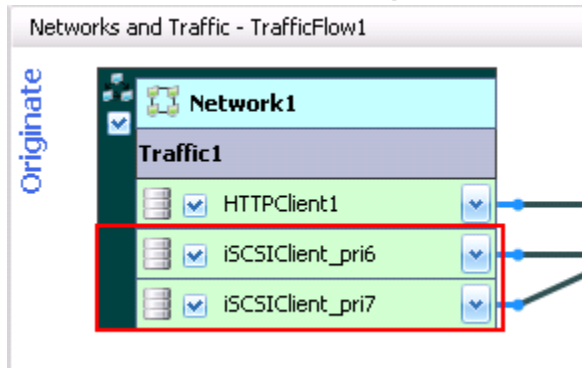 Networks and Traffic - TrafficFlow1
Originate
Network1
Traffic1
HTTPClient1
iSCSIClient_pri6
iSCSIClient_pri7